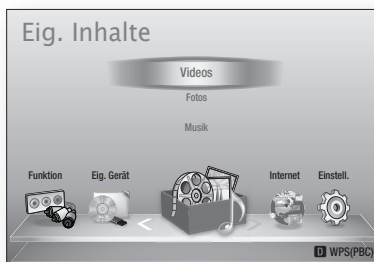 Eig. Inhalte
Videos
Fotos
Musik
Funktion Eig. Gerät Internet Einstell.
D WPS(PBC)